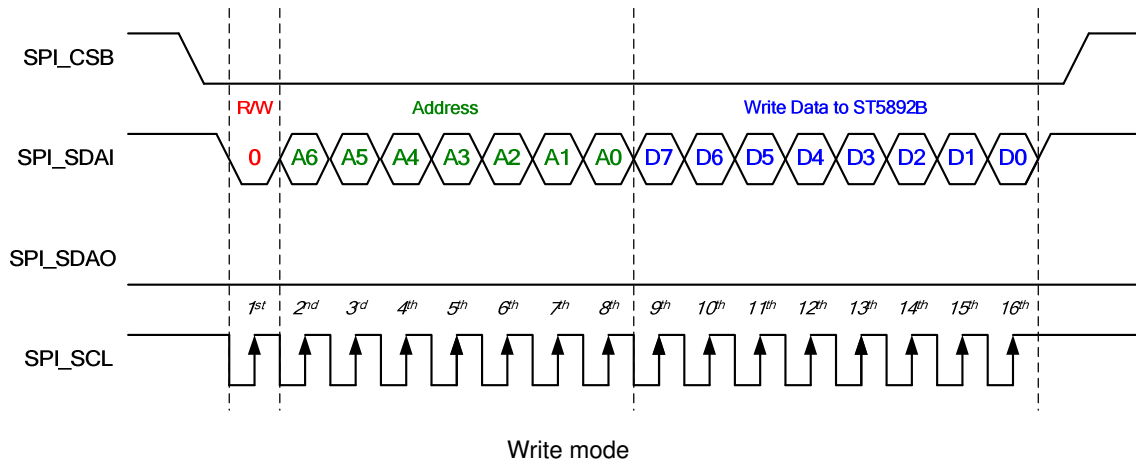 SPI_CSB
R/W Address Write Data to ST5892B
SPI_SDAI 0 A6 A5 A4 A3 A2 A1 A0 D7 D6 D5 D4 D3 D2 D1 D0
SPI_SDAO
1st 2nd 3rd 4th 5th 6th 7th 8th 9th 10th 11th 12th 13th 14th 15th 16th
SPI_SCL
Write mode